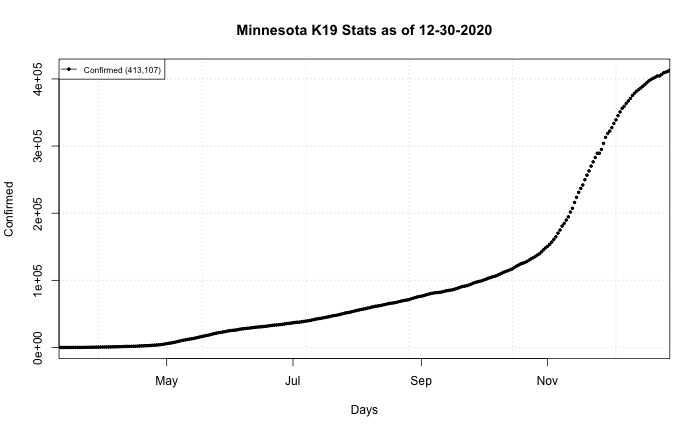 Minnesota K19 Stats as of 12-30-2020
Confirmed (413,107)
Confirmed
4e+05
3e+05
2e+05
1e+05
0e+00
May Jul Sep Nov
Days